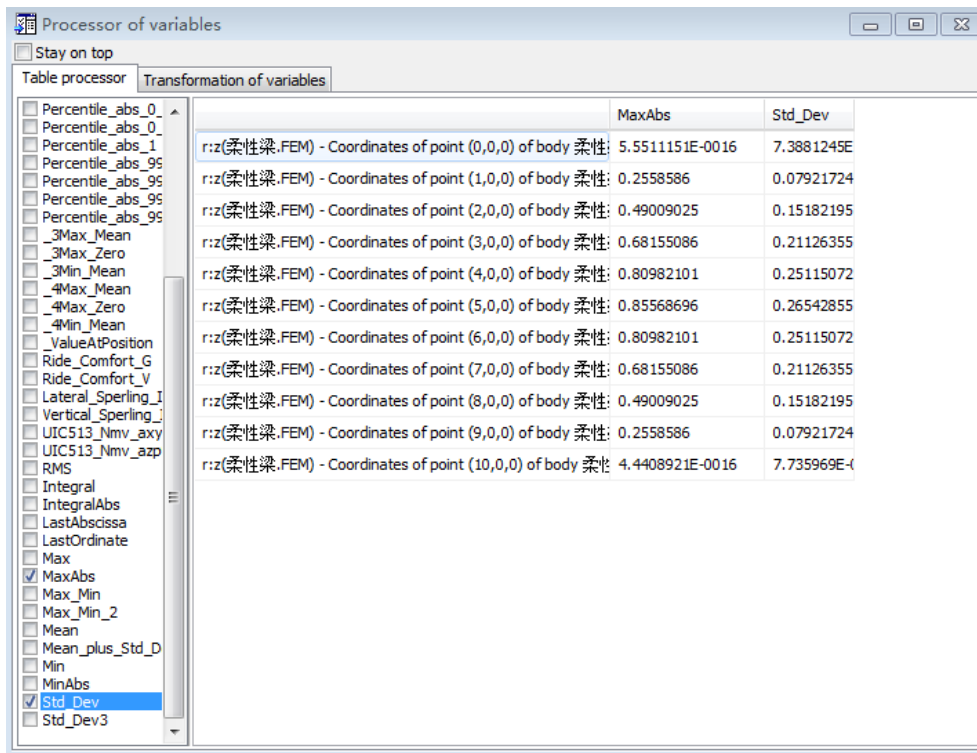 Processor of variables
Stay on top
Table processor Transformation of variables
Percentile_abs_0_
Percentile_abs_0_
Percentile_abs_1
Percentile_abs_99
Percentile_abs_99
Percentile_abs_99
Percentile_abs_99
_3Max_Mean
_3Max_Zero
_3Min_Mean
_4Max_Mean
_4Max_Zero
_4Min_Mean
_ValueAtPosition
Ride_Comfort_G
Ride_Comfort_V
Lateral_Sperling_I
Vertical_Sperling_
UIC513_Nmv_axy
UIC513_Nmv_azp
RMS
Integral
IntegralAbs
LastAbscissa
LastOrdinate
Max
MaxAbs
Max_Min
Max_Min_2
Mean
Mean_plus_Std_D
Min
MinAbs
Std_Dev
Std_Dev3
MaxAbs Std_Dev
r:z(柔性梁.FEM) - Coordinates of point (0,0,0) of body 柔性 5.5511151E-0016 7.3881245E
r:z(柔性梁.FEM) - Coordinates of point (1,0,0) of body 柔性 0.2558586 0.07921724
r:z(柔性梁.FEM) - Coordinates of point (2,0,0) of body 柔性 0.49009025 0.15182195
r:z(柔性梁.FEM) - Coordinates of point (3,0,0) of body 柔性 0.68155086 0.21126355
r:z(柔性梁.FEM) - Coordinates of point (4,0,0) of body 柔性 0.80982101 0.25115072
r:z(柔性梁.FEM) - Coordinates of point (5,0,0) of body 柔性 0.85568696 0.26542855
r:z(柔性梁.FEM) - Coordinates of point (6,0,0) of body 柔性 0.80982101 0.25115072
r:z(柔性梁.FEM) - Coordinates of point (7,0,0) of body 柔性 0.68155086 0.21126355
r:z(柔性梁.FEM) - Coordinates of point (8,0,0) of body 柔性 0.49009025 0.15182195
r:z(柔性梁.FEM) - Coordinates of point (9,0,0) of body 柔性 0.2558586 0.07921724
r:z(柔性梁.FEM) - Coordinates of point (10,0,0) of body 柔性 4.4408921E-0016 7.735969E-